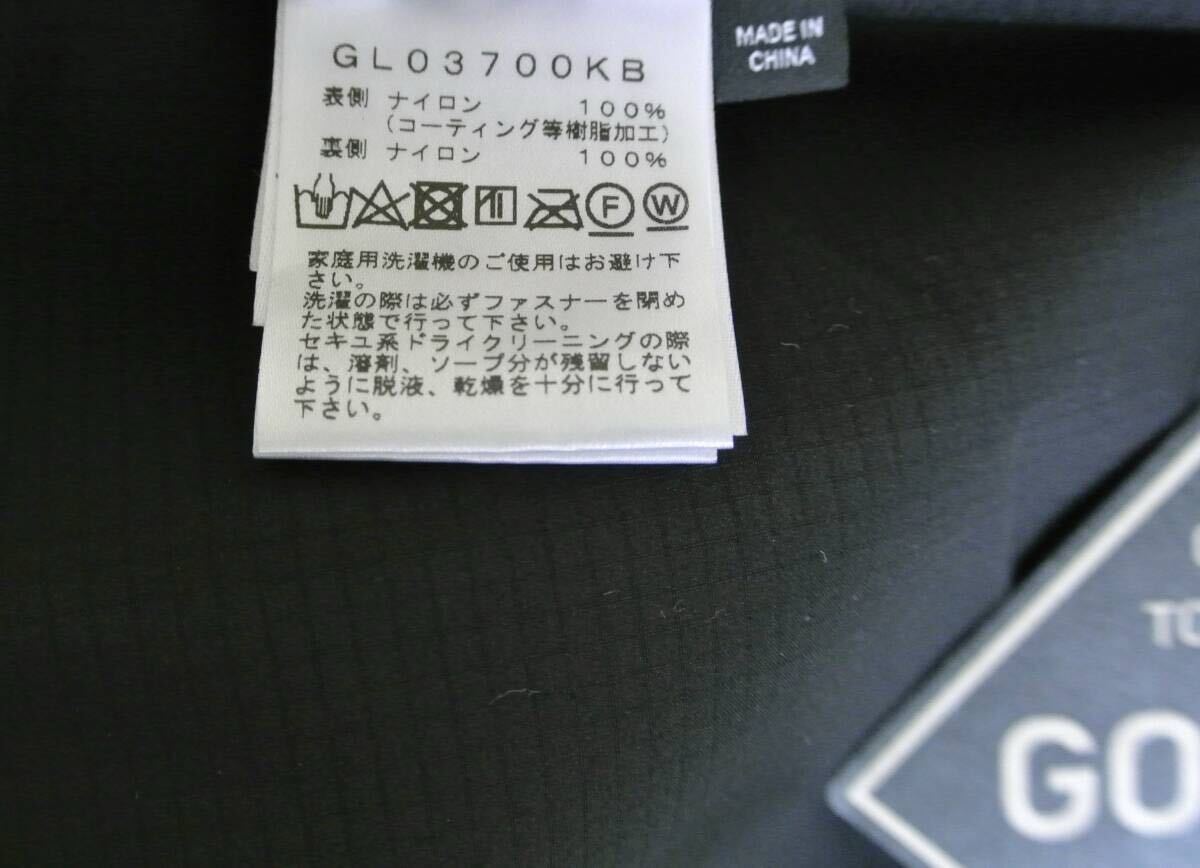 GL03700KB
表側 ナイロン 100%
(コーティング等樹脂加工)
裏側 ナイロン 100%
F W
家庭用洗濯機のご使用はお避け下
さい。
洗濯の際は必ずファスナーを閉め
た状態で行って下さい。
セキユ系ドライクリーニングの際
は、溶剤、ソープ分が残留しない
ように脱液、乾燥を十分に行って
下さい。
MADE IN
CHINA
TO
GO